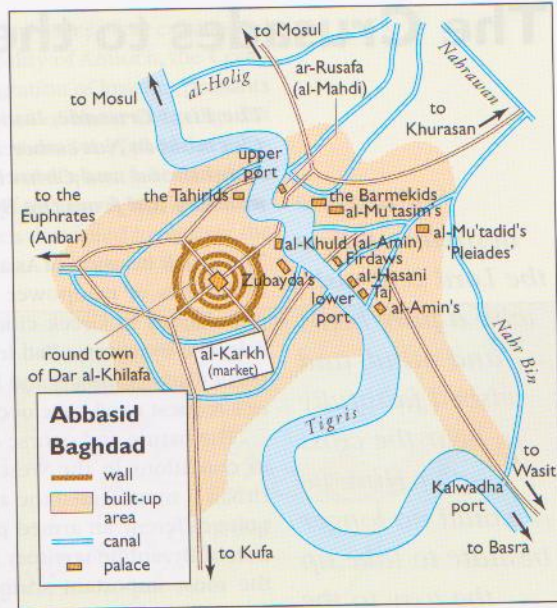 The Crusades to the
to Mosul
to Mosul
al-Holig
ar-Rusafa
(al-Mahdi)
Nahrawan
to
Khurasan
upper
port
the Tahirids
the Barmekids
al-Mu'tasim's
to the
Euphrates
(Anbar)
al-Khuld (al-Amin)
Firdaws
al-Mu'tadid's
'Pleiades'
Zubayda's
al-Hasani
Taj
lower
port
al-Amin's
round town
of Dar al-Khilafa
al-Karkh
(market)
Nahr Bin
Tigris
to
Wasit
Kalwadha
port
to Basra
to Kufa
Abbasid
Baghdad
wall
built-up
area
canal
palace